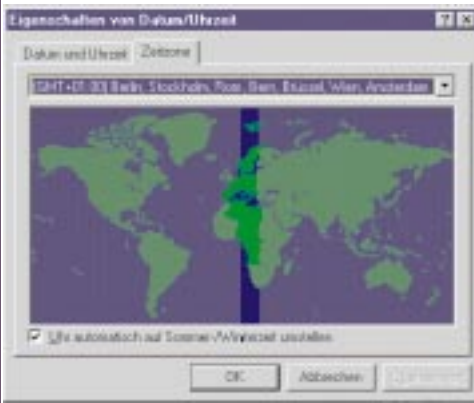 Eigenschaften von Datum/Uhrzeit
Datum und Uhrzeit Zeitzone
(GMT+01:00) Berlin, Stockholm, Rom, Bern, Brüssel, Wien, Amsterdam
Uhr automatisch auf Sommer-/Winterzeit umstellen
OK Abbrechen